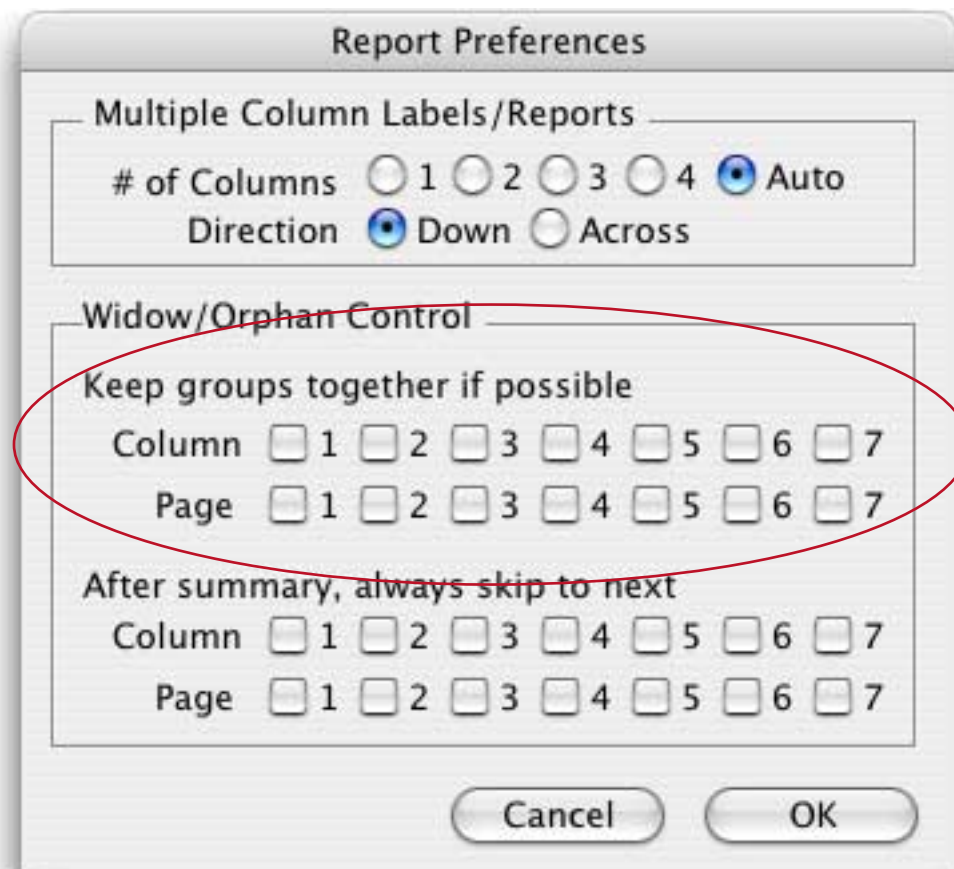 Report Preferences
Multiple Column Labels/Reports
# of Columns 1 2 3 4 Auto
Direction Down Across
Widow/Orphan Control
Keep groups together if possible
Column 1 2 3 4 5 6 7
Page 1 2 3 4 5 6 7
After summary, always skip to next
Column 1 2 3 4 5 6 7
Page 1 2 3 4 5 6 7
Cancel OK